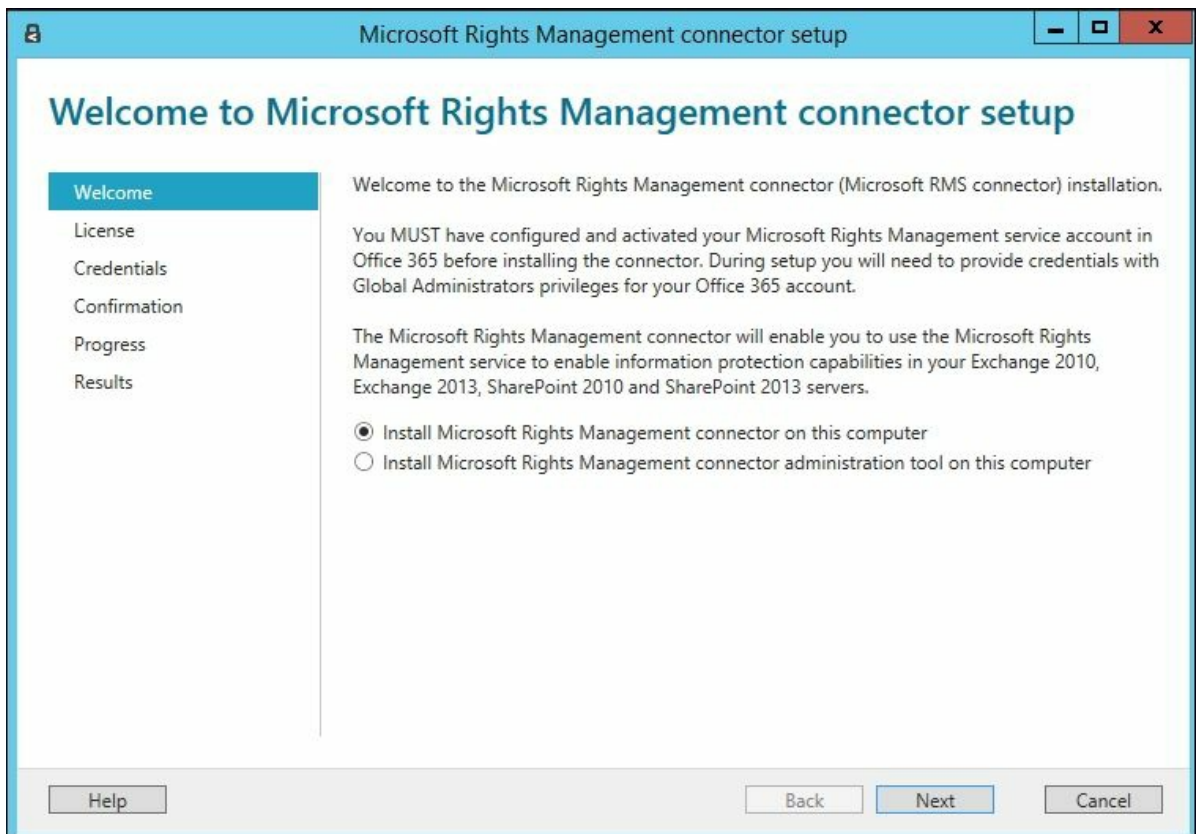 Microsoft Rights Management connector setup
x
Welcome to Microsoft Rights Management connector setup
Welcome
License
Credentials
Confirmation
Progress
Results
Welcome to the Microsoft Rights Management connector (Microsoft RMS connector) installation.
You MUST have configured and activated your Microsoft Rights Management service account in
Office 365 before installing the connector. During setup you will need to provide credentials with
Global Administrators privileges for your Office 365 account.
The Microsoft Rights Management connector will enable you to use the Microsoft Rights
Management service to enable information protection capabilities in your Exchange 2010,
Exchange 2013, SharePoint 2010 and SharePoint 2013 servers.
Install Microsoft Rights Management connector on this computer
Install Microsoft Rights Management connector administration tool on this computer
Help
Back
Next
Cancel